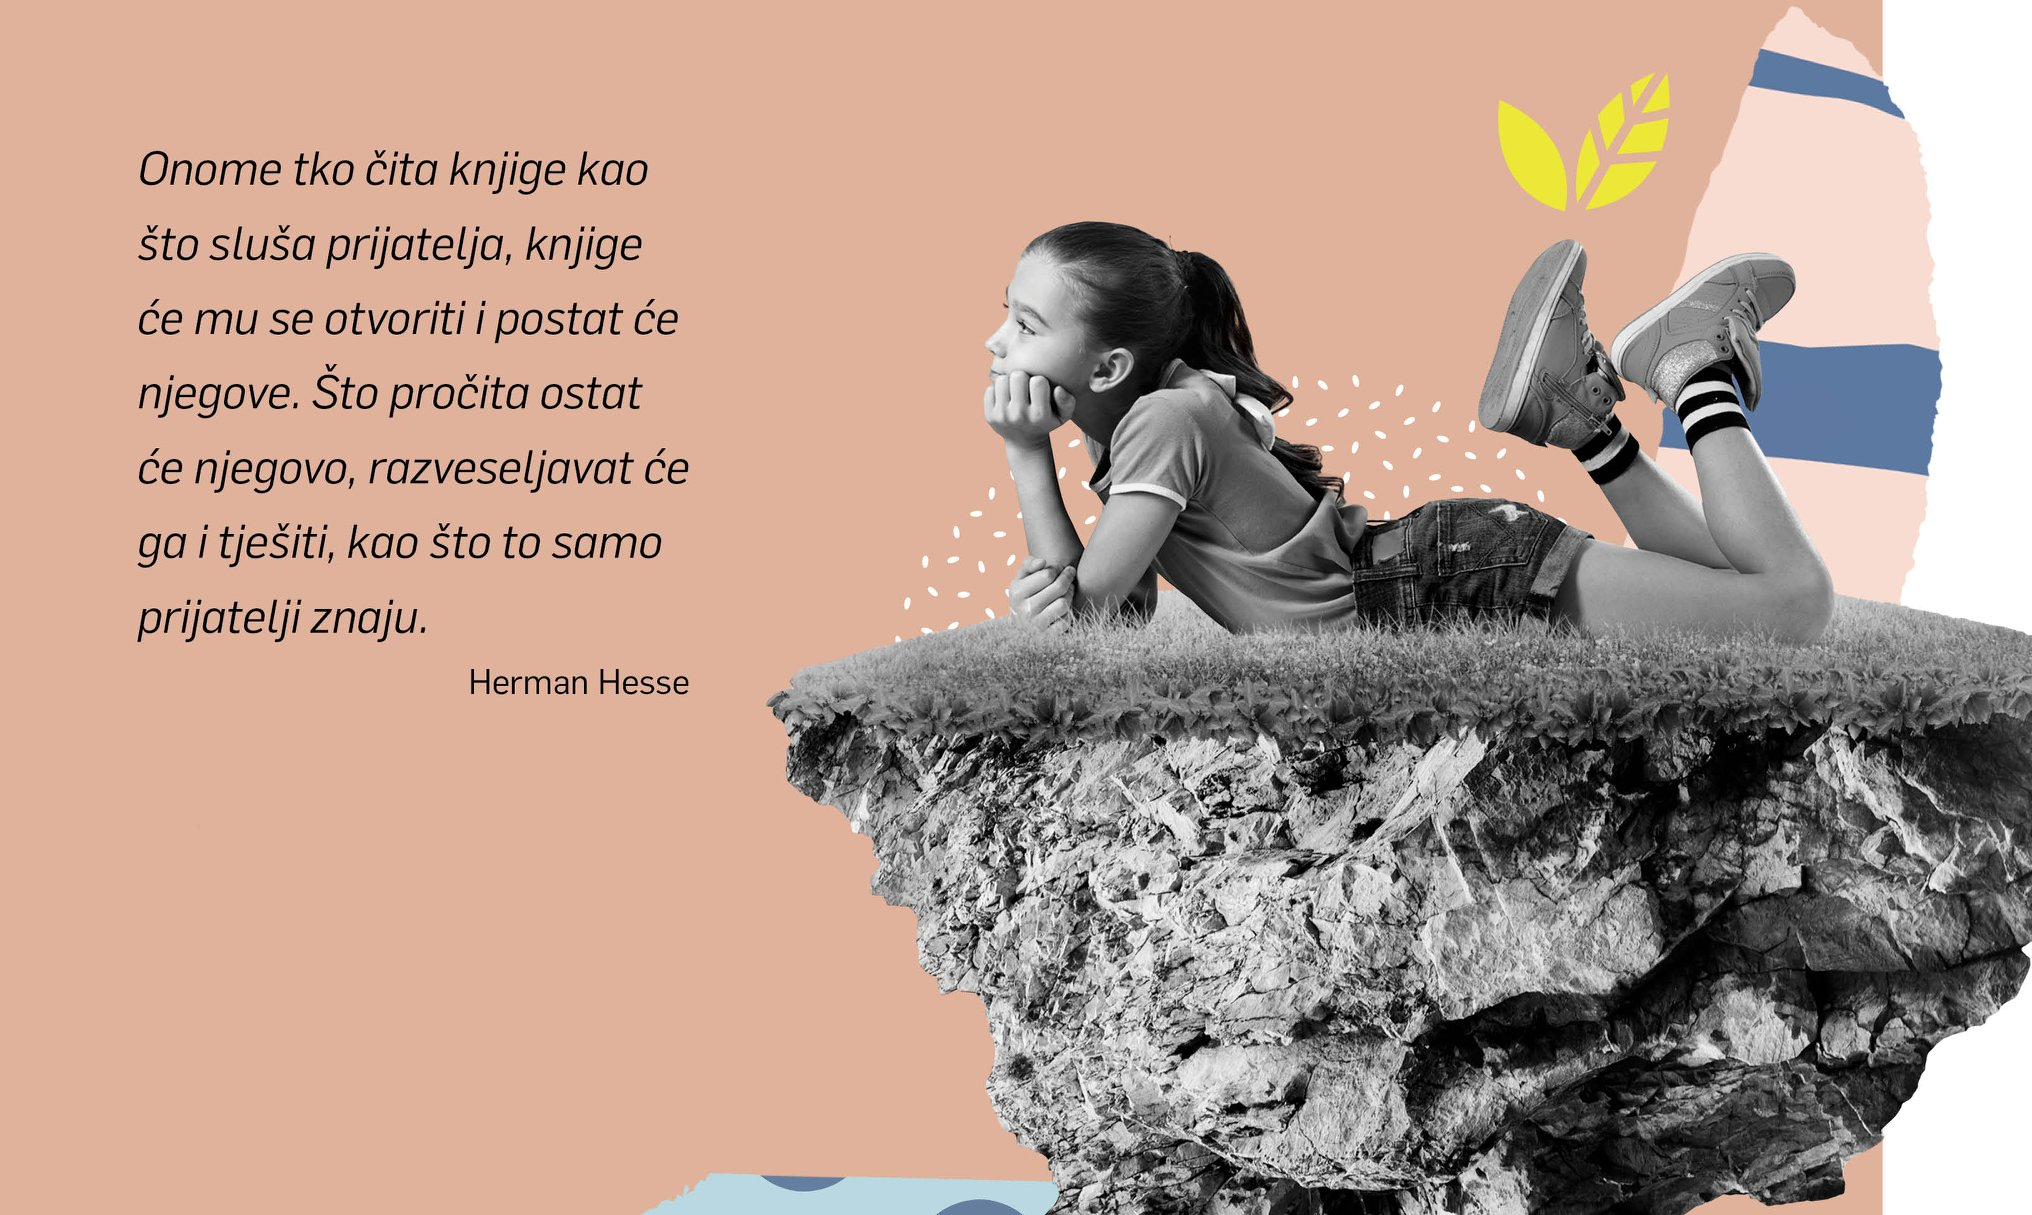 Onome tko čita knjige kao
što sluša prijatelja, knjige
će mu se otvoriti i postat će
njegove. Što pročita ostat
će njegovo, razveseljavat će
ga i tješiti, kao što to samo
prijatelji znaju.
Herman Hesse